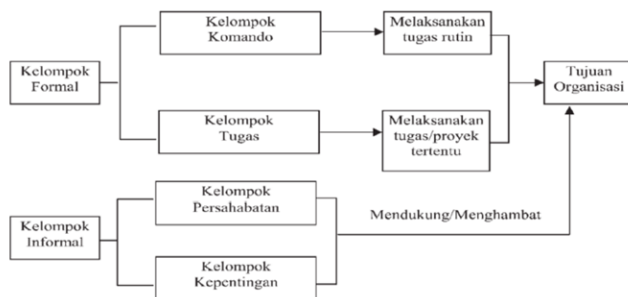 Kelompok
Komando
Melaksanakan
tugas rutin
Kelompok
Formal
Tujuan
Organisasi
Kelompok
Tugas
Melaksanakan
tugas/proyek
tertentu
Kelompok
Persahabatan
Mendukung/Menghambat
Kelompok
Informal
Kelompok
Kepentingan